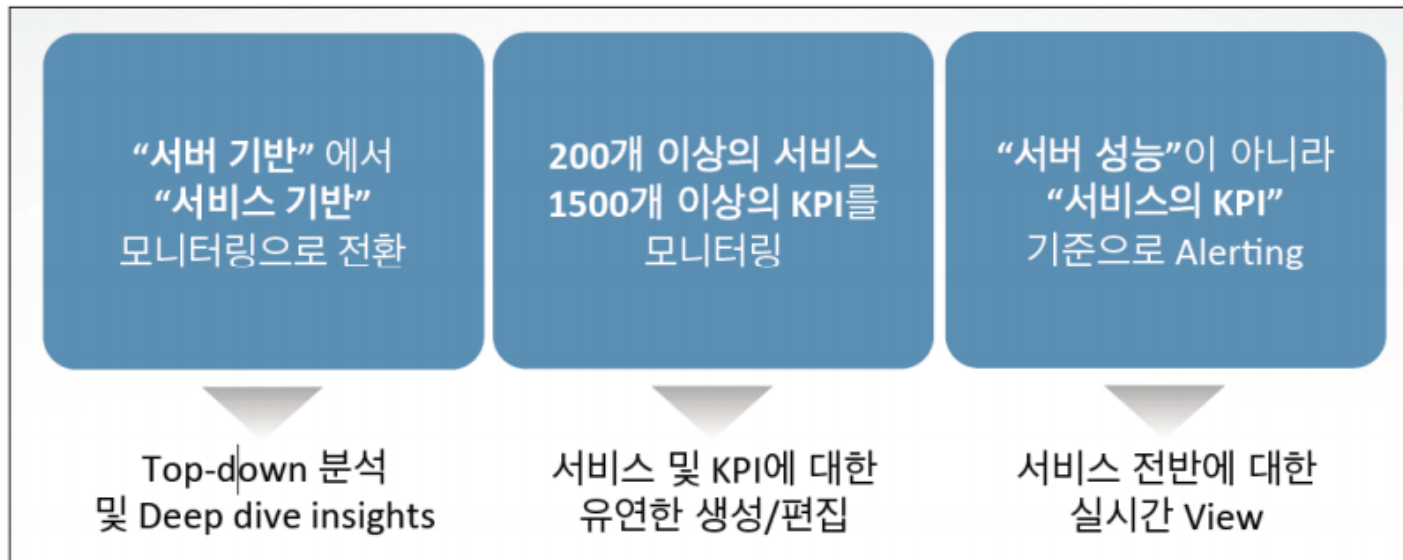 “서버 기반” 에서
“서비스 기반”
모니터링으로 전환
200개 이상의 서비스
1500개 이상의 KPI를
모니터링
“서버 성능”이 아니라
“서비스의 KPI”
기준으로 Alerting
Top-down 분석
및 Deep dive insights
서비스 및 KPI에 대한
유연한 생성/편집
서비스 전반에 대한
실시간 View